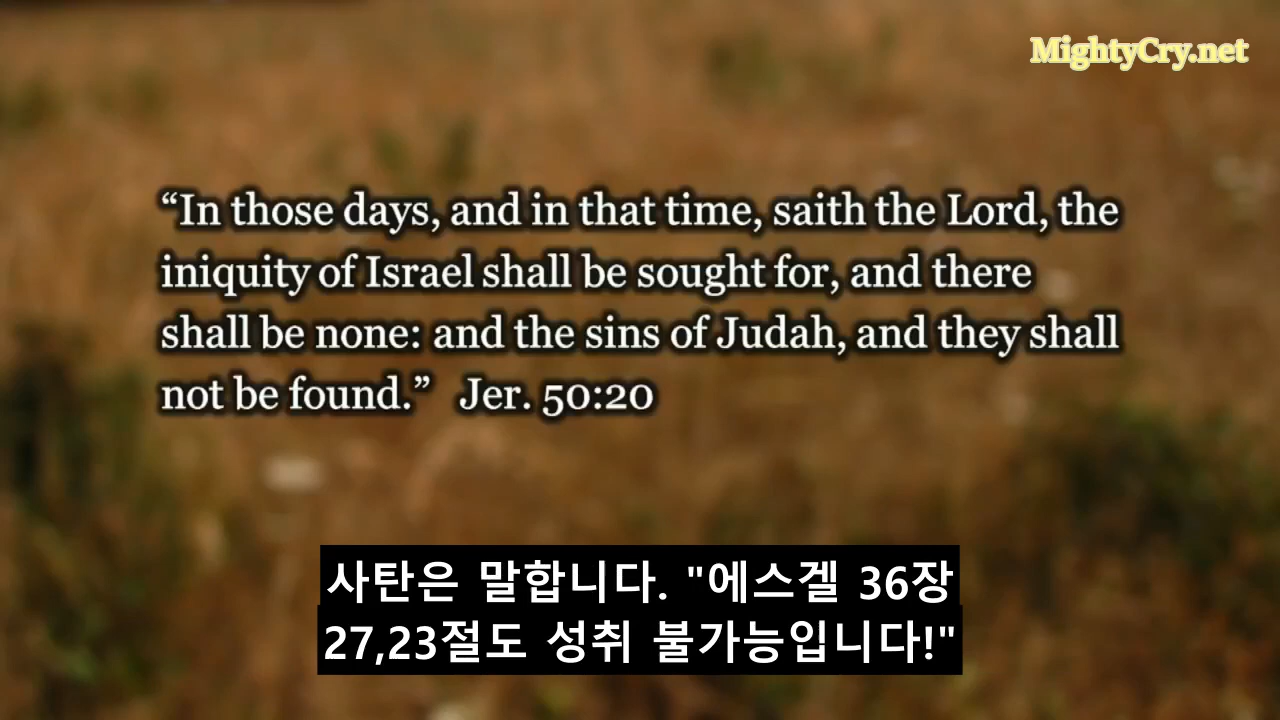 MightyCry.net
“In those days, and in that time, saith the Lord, the
iniquity of Israel shall be sought for, and there
shall be none: and the sins of Judah, and they shall
not be found.” Jer. 50:20
사탄은 말합니다. "에스겔 36장
27,23절도 성취 불가능입니다!"